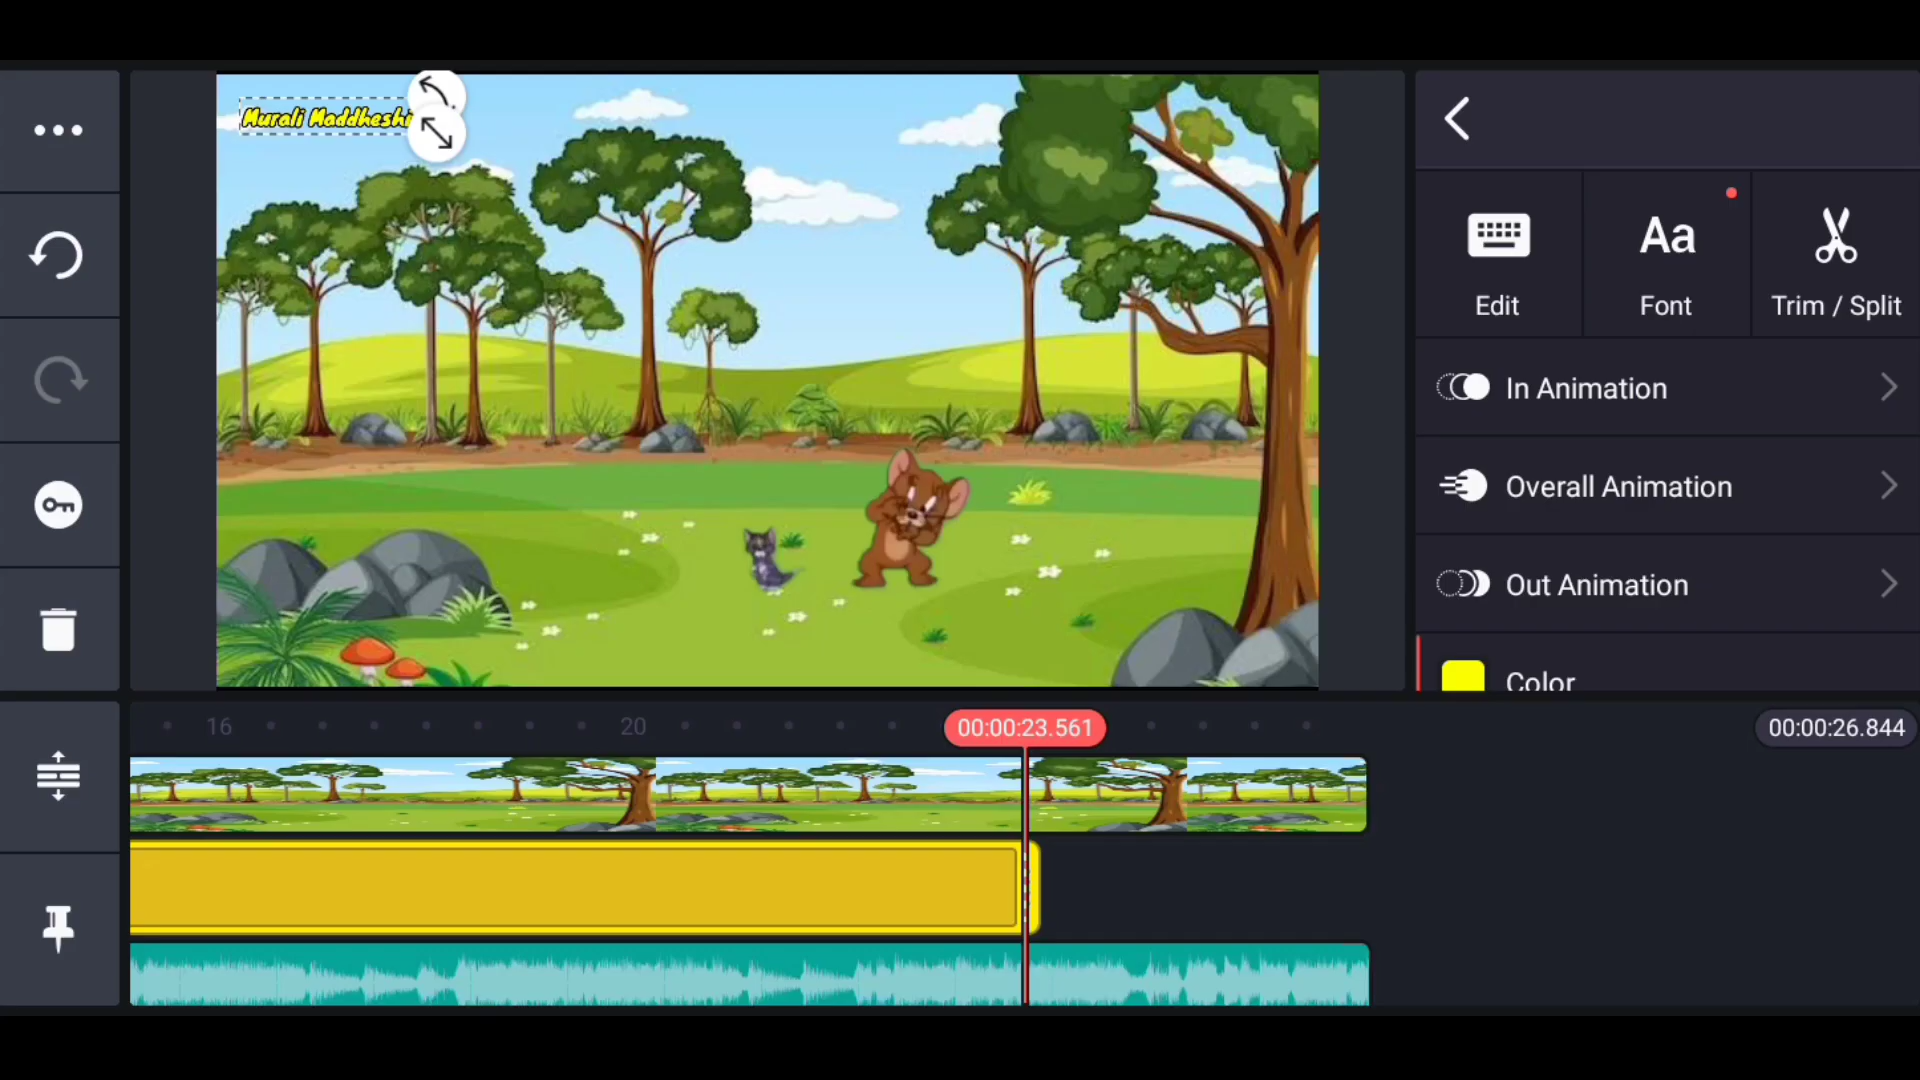 Murali Maddheshi
Edit
Font
Aa
Trim / Split
In Animation
Overall Animation
Out Animation
Color
16
20
00:00:23.561
00:00:26.844